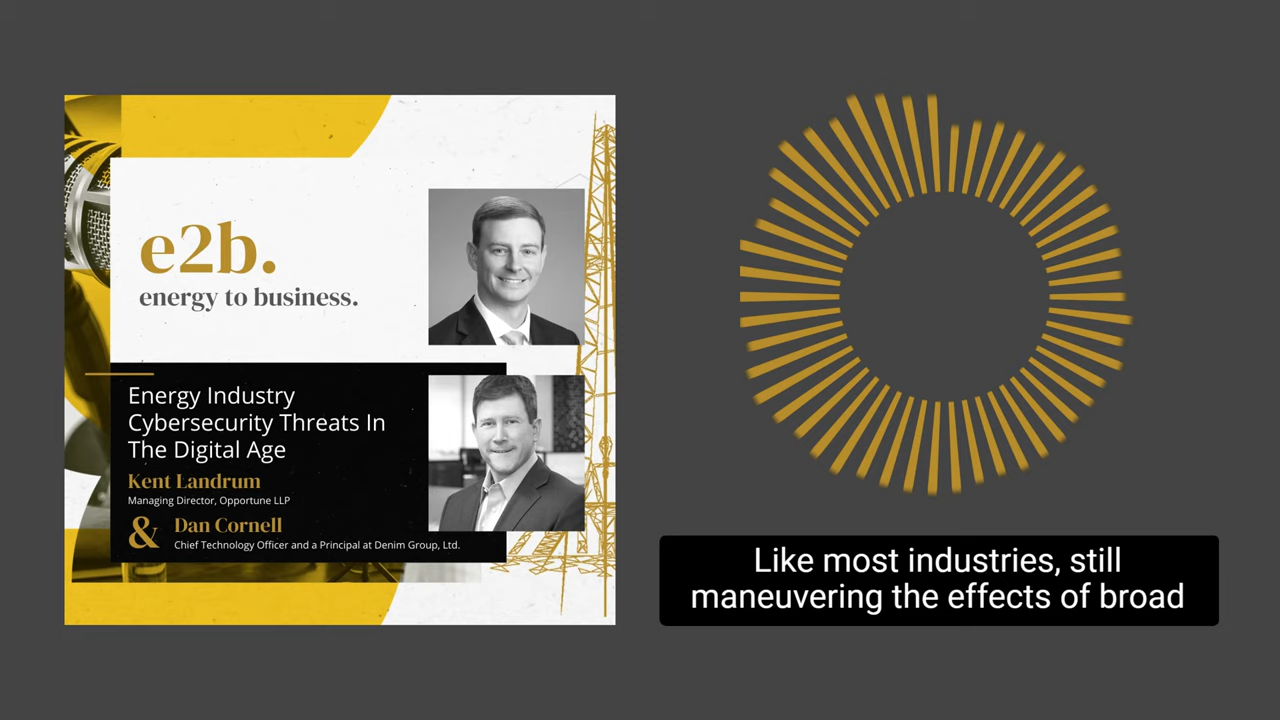 e2b.
energy to business.
Energy Industry
Cybersecurity Threats In
The Digital Age
Kent Landrum
Managing Director, Opportune LLP
& Dan Cornell
Chief Technology Officer and a Principal at Denim Group, Ltd.
Like most industries, still
maneuvering the effects of broad